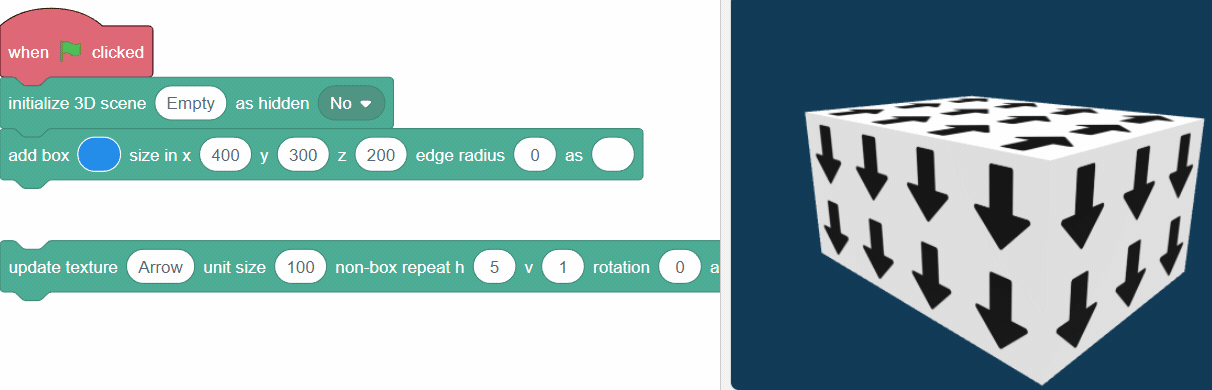 when clicked
initialize 3D scene Empty as hidden No
add box size in x 400 y 300 z 200 edge radius 0 as
update texture Arrow unit size 100 non-box repeat h 5 v 1 rotation 0 a